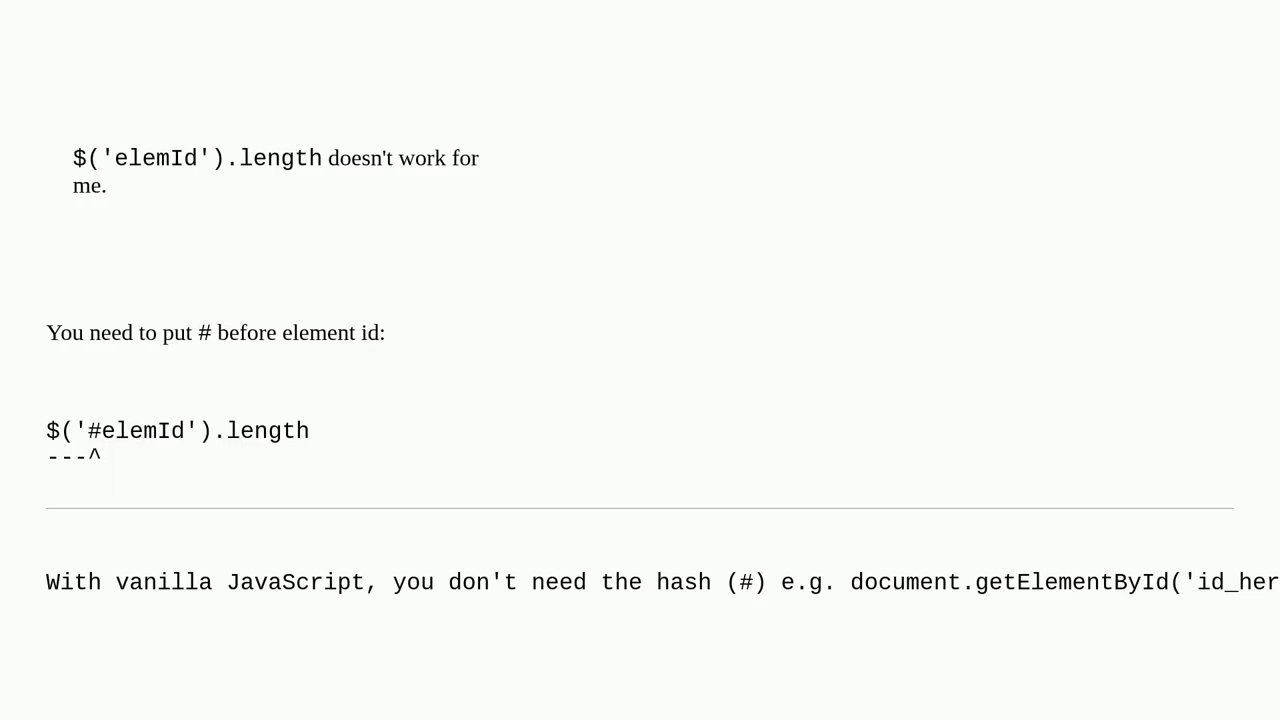 $('elemId').length doesn't work for
me.
You need to put # before element id:
$('#elemId').length
---^
With vanilla JavaScript, you don't need the hash (#) e.g. document.getElementById('id_her